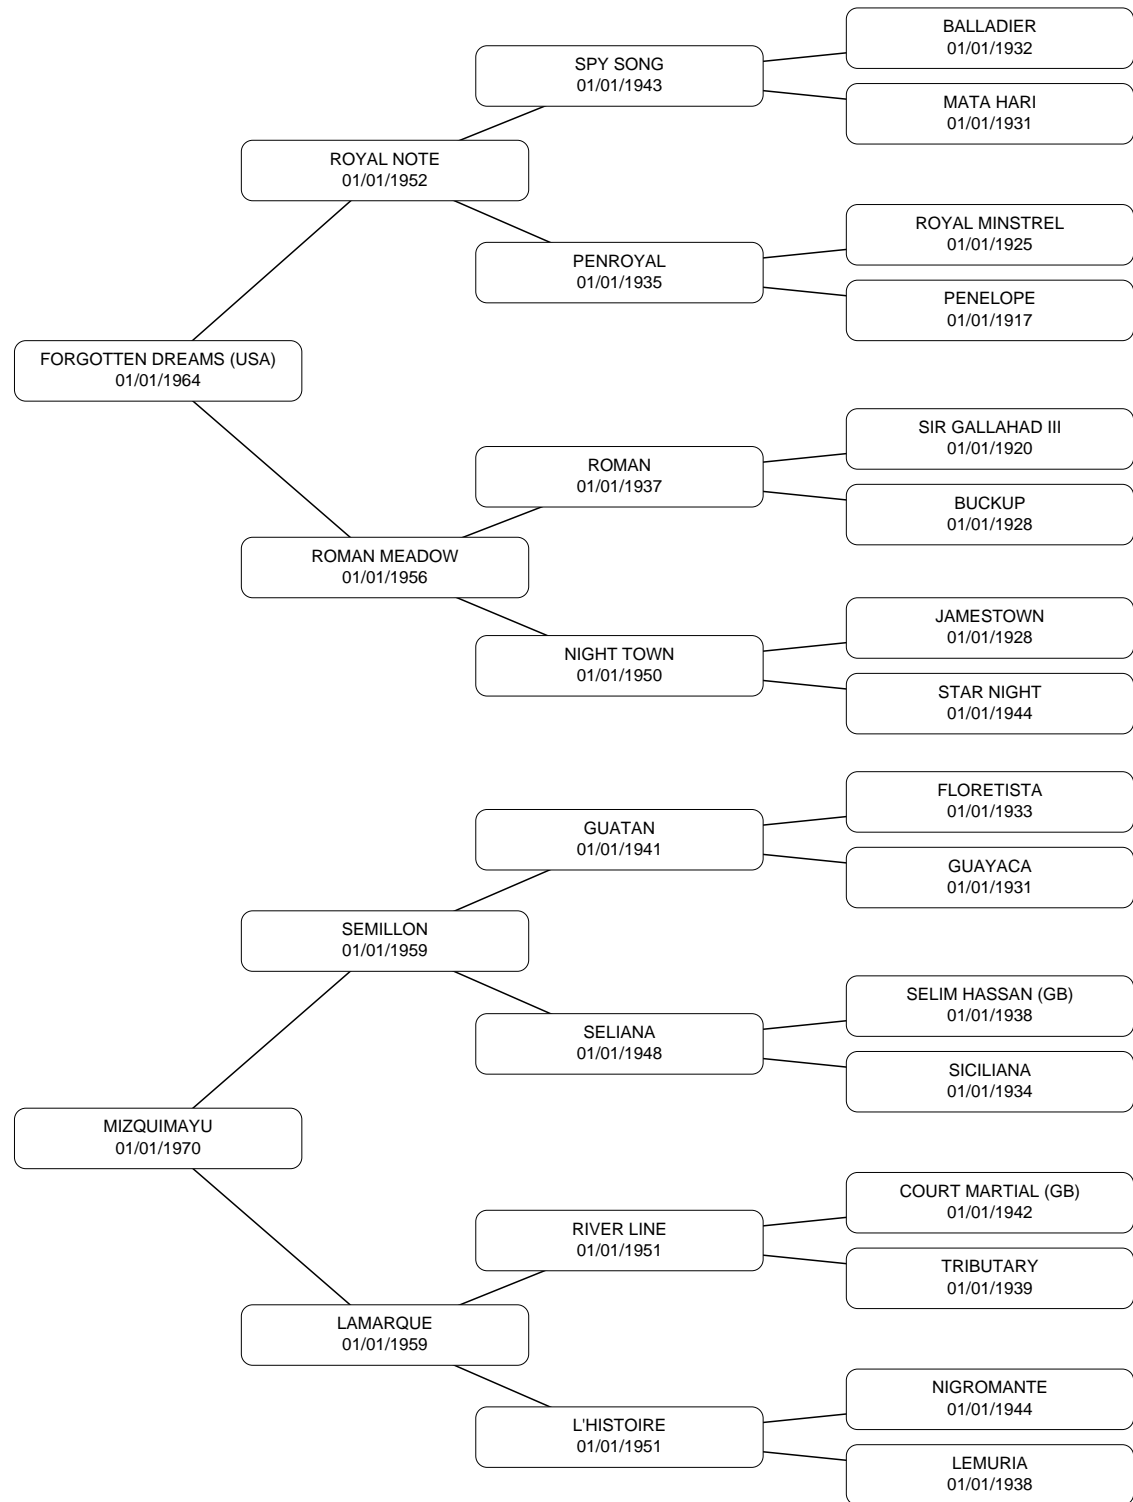 BALLADIER
01/01/1932
SPY SONG
01/01/1943
MATA HARI
01/01/1931
ROYAL NOTE
01/01/1952
ROYAL MINSTREL
01/01/1925
PENROYAL
01/01/1935
PENELOPE
01/01/1917
FORGOTTEN DREAMS (USA)
01/01/1964
SIR GALLAHAD III
01/01/1920
ROMAN
01/01/1937
BUCKUP
01/01/1928
ROMAN MEADOW
01/01/1956
JAMESTOWN
01/01/1928
NIGHT TOWN
01/01/1950
STAR NIGHT
01/01/1944
FLORETISTA
01/01/1933
GUATAN
01/01/1941
GUAYACA
01/01/1931
SEMILLON
01/01/1959
SELIM HASSAN (GB)
01/01/1938
SELIANA
01/01/1948
SICILIANA
01/01/1934
MIZQUIMAYU
01/01/1970
COURT MARTIAL (GB)
01/01/1942
RIVER LINE
01/01/1951
TRIBUTARY
01/01/1939
LAMARQUE
01/01/1959
NIGROMANTE
01/01/1944
L'HISTOIRE
01/01/1951
LEMURIA
01/01/1938